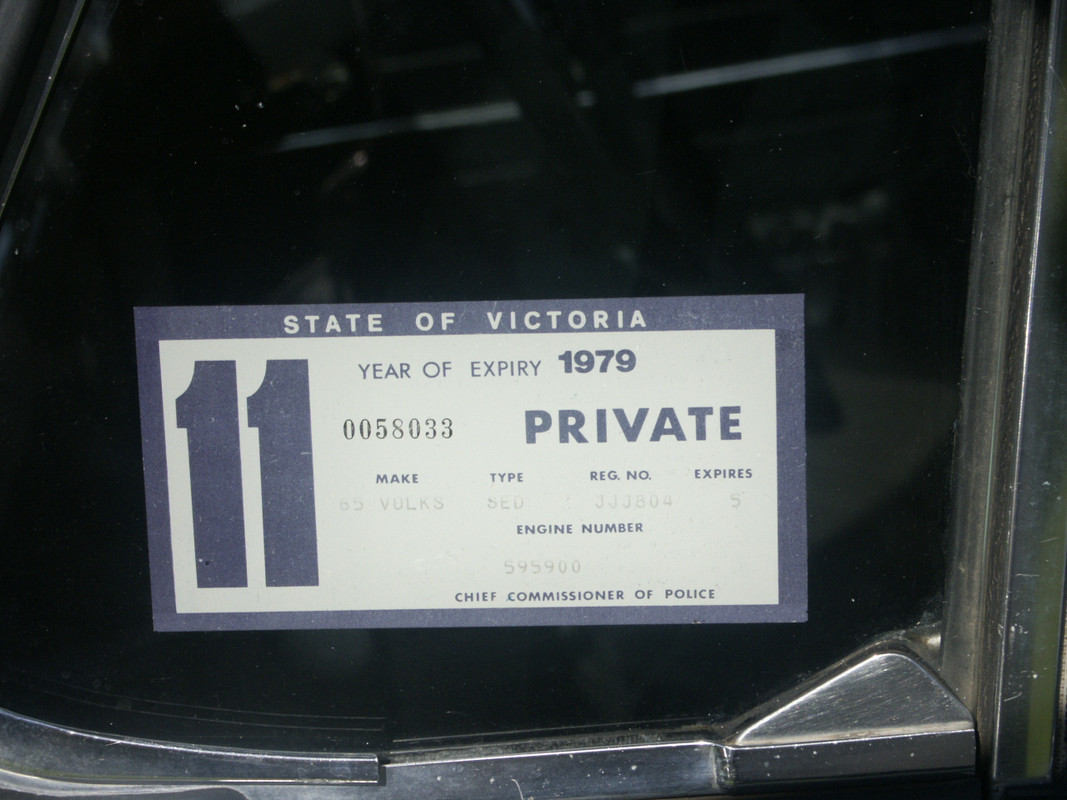 STATE OF VICTORIA
11
YEAR OF EXPIRY 1979
0058033 PRIVATE
MAKE TYPE REG. NO. EXPIRES
65 VOLKS SED JJJ804 5
ENGINE NUMBER
595900
CHIEF COMMISSIONER OF POLICE